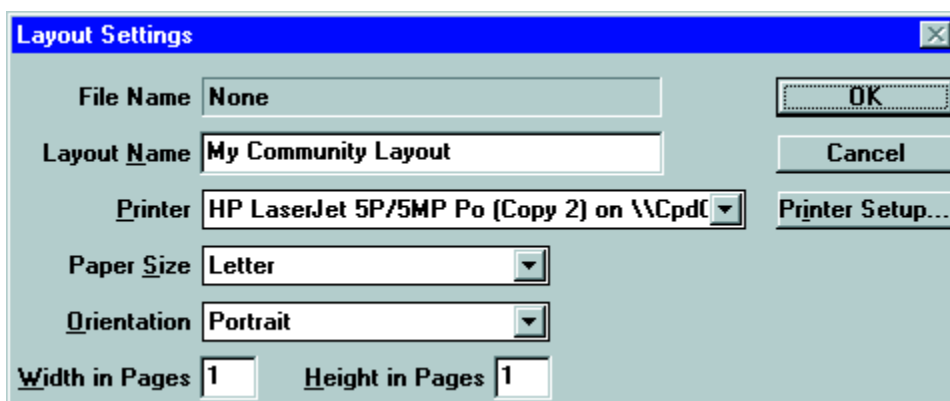 Layout Settings
File Name None
OK
Layout Name My Community Layout
Cancel
Printer HP LaserJet 5P/5MP Po (Copy 2) on \\Cpd
Printer Setup...
Paper Size Letter
Orientation Portrait
Width in Pages 1 Height in Pages 1